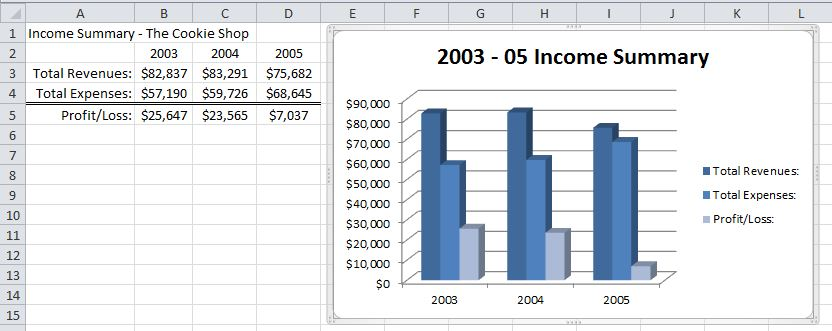 A B C D E F G H I J K L
1 Income Summary - The Cookie Shop
2 2003 2004 2005
3 Total Revenues: $82,837 $83,291 $75,682
4 Total Expenses: $57,190 $59,726 $68,645
5 Profit/Loss: $25,647 $23,565 $7,037
6
7
8
9
10
11
12
13
14
15
2003 - 05 Income Summary
$90,000
$80,000
$70,000
$60,000
$50,000
$40,000
$30,000
$20,000
$10,000
$0
2003 2004 2005
Total Revenues:
Total Expenses:
Profit/Loss: